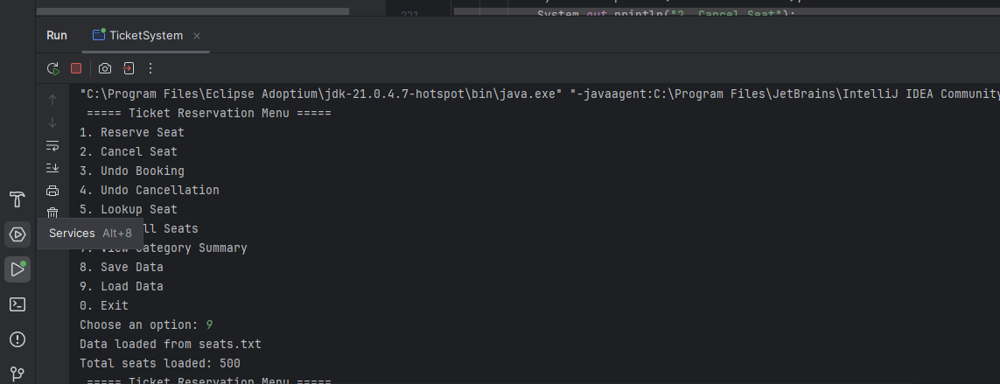 221
System.out.println("2. Cancel Seat");
Run
TicketSystem
"C:\Program Files\Eclipse Adoptium\jdk-21.0.4.7-hotspot\bin\java.exe" "-javaagent:C:\Program Files\JetBrains\IntelliJ IDEA Community
===== Ticket Reservation Menu =====
1. Reserve Seat
2. Cancel Seat
3. Undo Booking
4. Undo Cancellation
5. Lookup Seat
Services Alt+8
Seats
Category Summary
8. Save Data
9. Load Data
0. Exit
Choose an option: 9
Data loaded from seats.txt
Total seats loaded: 500
===== Ticket Reservation Menu =====